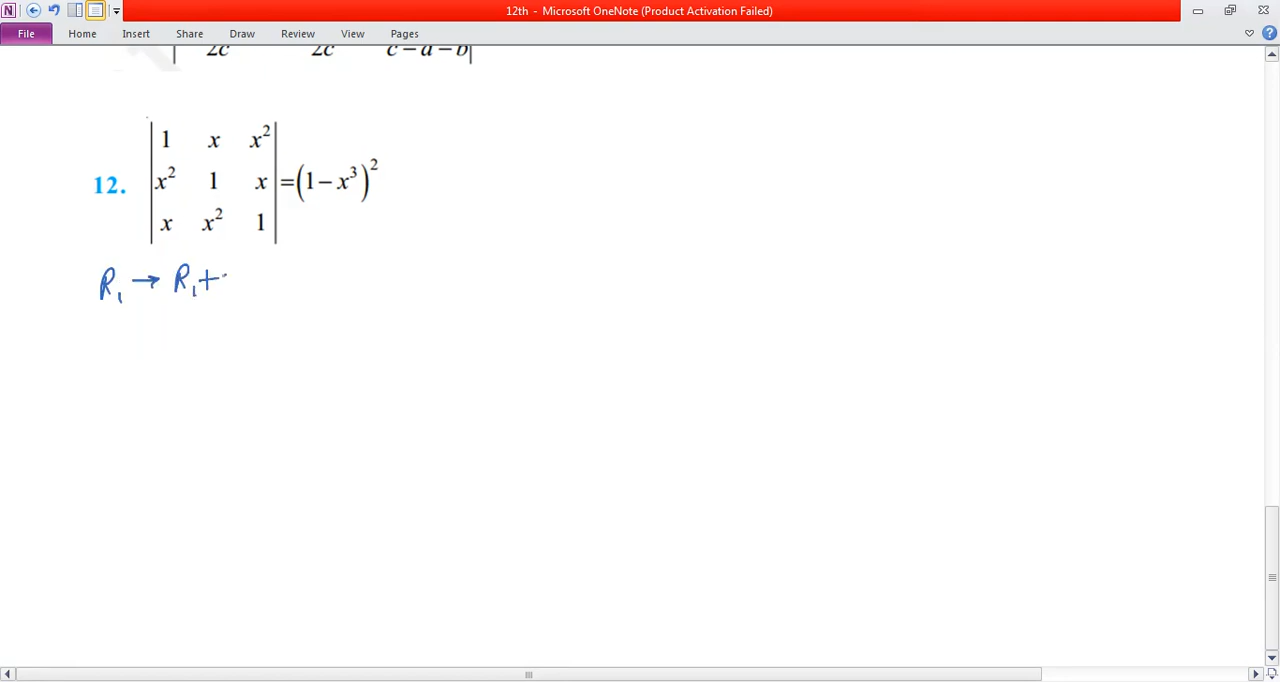 12th - Microsoft OneNote (Product Activation Failed)
File Home Insert Share Draw Review View Pages
2c 2c c − a − b|
12. |1 x x²|
|x² 1 x| = (1 − x³)²
|x x² 1|
R₁ → R₁ +